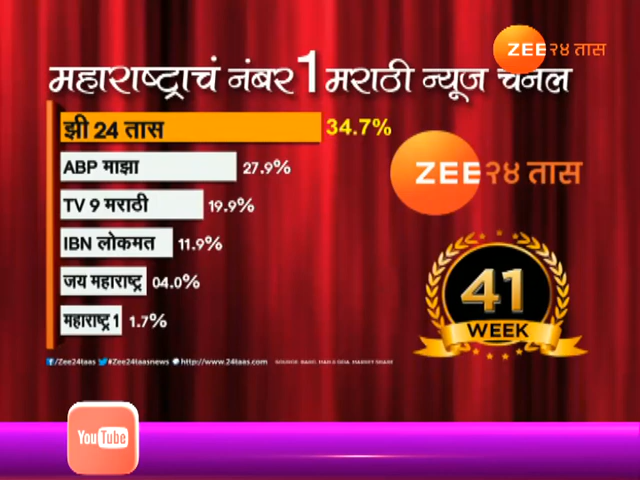 ZEE २४ तास
महाराष्ट्राचं नंबर 1 मराठी न्यूज चॅनल
झी 24 तास 34.7%
ABP माझा 27.9%
ZEE २४ तास
TV 9 मराठी 19.9%
IBN लोकमत 11.9%
जय महाराष्ट्र 04.0%
महाराष्ट्र 1 1.7%
41
WEEK
/Zee24taas #Zee24taasnews http://www.24taas.com
YouTube